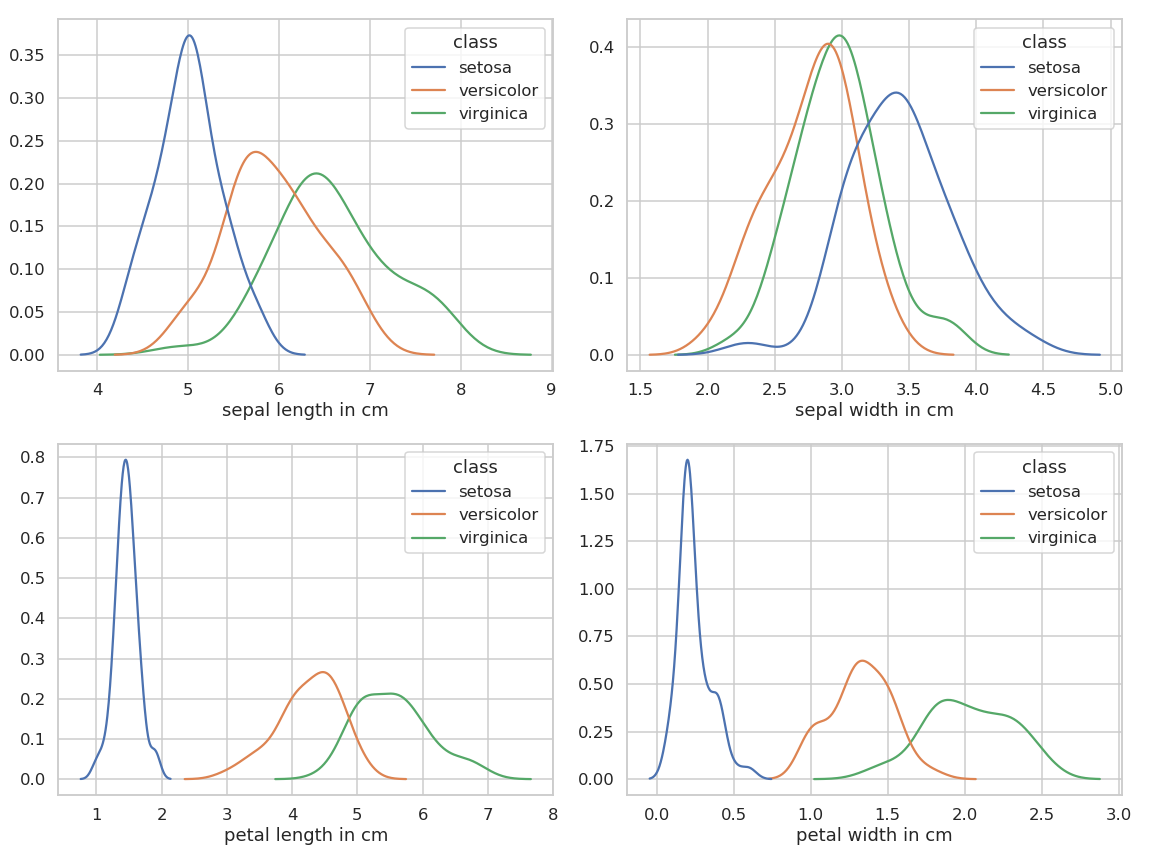 0.35
0.30
0.25
0.20
0.15
0.10
0.05
0.00
4 5 6 7 8 9
sepal length in cm
class
setosa
versicolor
virginica
0.4
0.3
0.2
0.1
0.0
1.5 2.0 2.5 3.0 3.5 4.0 4.5 5.0
sepal width in cm
class
setosa
versicolor
virginica
0.8
0.7
0.6
0.5
0.4
0.3
0.2
0.1
0.0
1 2 3 4 5 6 7 8
petal length in cm
class
setosa
versicolor
virginica
1.75
1.50
1.25
1.00
0.75
0.50
0.25
0.00
0.0 0.5 1.0 1.5 2.0 2.5 3.0
petal width in cm
class
setosa
versicolor
virginica